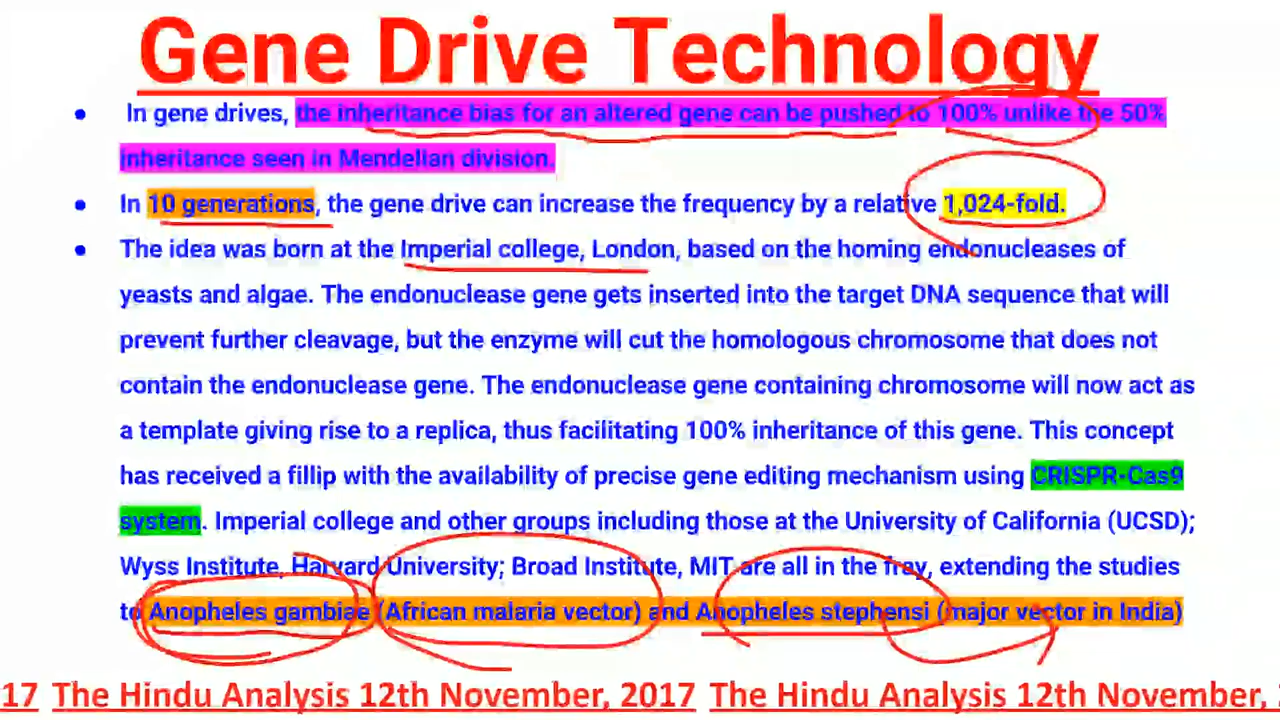 Gene Drive Technology
• In gene drives, the inheritance bias for an altered gene can be pushed to 100% unlike the 50%
inheritance seen in Mendellan division.
• In 10 generations, the gene drive can increase the frequency by a relative 1,024-fold.
• The idea was born at the Imperial college, London, based on the homing endonucleases of
yeasts and algae. The endonuclease gene gets inserted into the target DNA sequence that will
prevent further cleavage, but the enzyme will cut the homologous chromosome that does not
contain the endonuclease gene. The endonuclease gene containing chromosome will now act as
a template giving rise to a replica, thus facilitating 100% inheritance of this gene. This concept
has received a fillip with the availability of precise gene editing mechanism using CRISPR-Cas9
system. Imperial college and other groups including those at the University of California (UCSD);
Wyss Institute, Harvard University; Broad Institute, MIT are all in the fray, extending the studies
to Anopheles gambiae (African malaria vector) and Anopheles stephensi (major vector in India)
17 The Hindu Analysis 12th November, 2017 The Hindu Analysis 12th November, 2